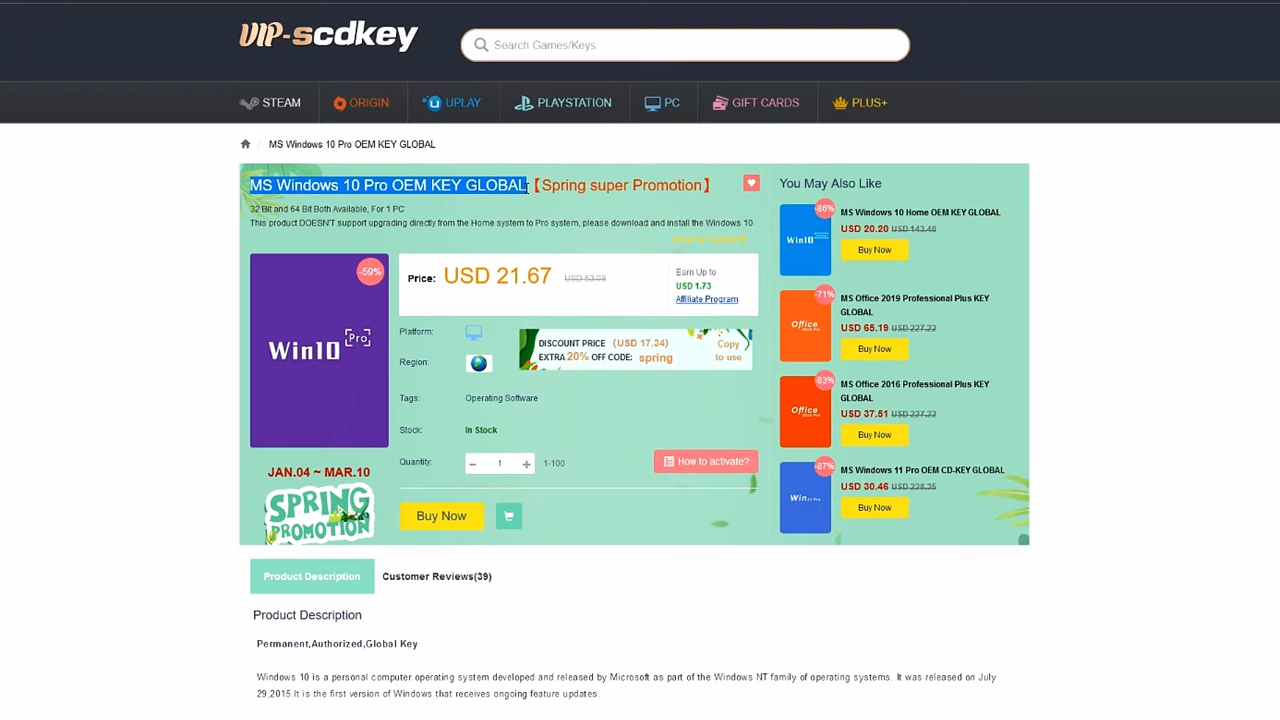 VIP-scdkey
Search Games/Keys
STEAM
ORIGIN
UPLAY
PLAYSTATION
PC
GIFT CARDS
PLUS+
MS Windows 10 Pro OEM KEY GLOBAL
MS Windows 10 Pro OEM KEY GLOBAL【Spring super Promotion】
32 Bit and 64 Bit Both Available, For 1 PC
This product DOESN'T support upgrading directly from the Home system to Pro system, please download and install the Windows 10
-59%
Win10 Pro
JAN.04 ~ MAR.10
SPRING
PROMOTION
Price: USD 21.67 USD 53.09
Earn Up to
USD 1.73
Affiliate Program
Platform:
DISCOUNT PRICE (USD 17.34)
EXTRA 20% OFF CODE: spring
Copy
to use
Region:
Tags: Operating Software
Stock: In Stock
Quantity: − 1 + 1-100
How to activate?
Buy Now
You May Also Like
-86%
Win10
MS Windows 10 Home OEM KEY GLOBAL
USD 20.20 USD 143.48
Buy Now
-71%
Office
MS Office 2019 Professional Plus KEY
GLOBAL
USD 65.19 USD 227.22
Buy Now
-83%
Office
MS Office 2016 Professional Plus KEY
GLOBAL
USD 37.51 USD 227.22
Buy Now
-87%
Win 11 Pro
MS Windows 11 Pro OEM CD-KEY GLOBAL
USD 30.46 USD 228.35
Buy Now
Product Description
Customer Reviews(39)
Product Description
Permanent,Authorized,Global Key
Windows 10 is a personal computer operating system developed and released by Microsoft as part of the Windows NT family of operating systems. It was released on July
29,2015 It is the first version of Windows that receives ongoing feature updates.